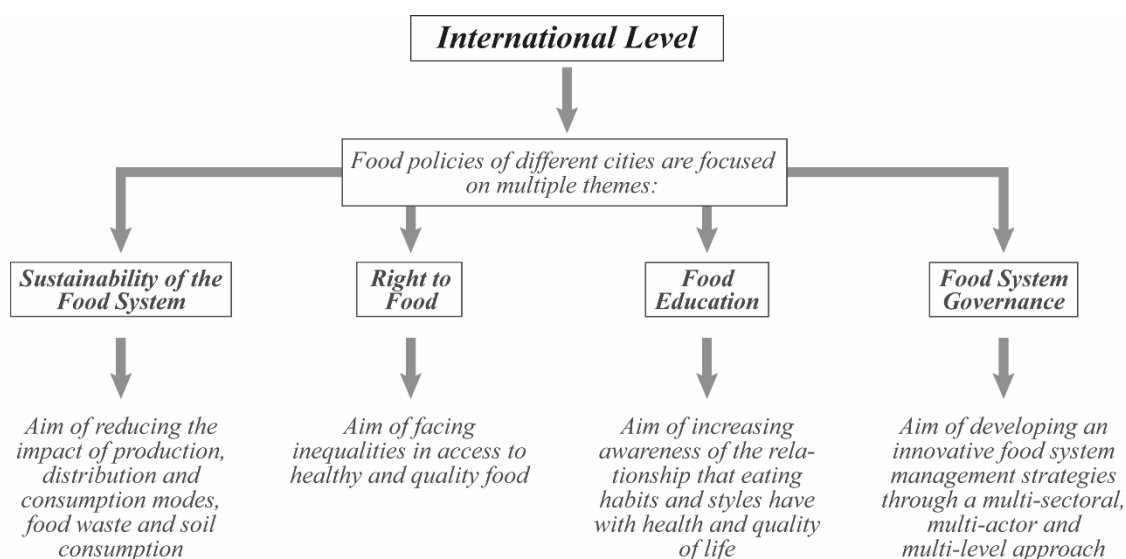 International Level
Food policies of different cities are focused
on multiple themes:
Sustainability of the
Food System
Right to
Food
Food
Education
Food System
Governance
Aim of reducing the
impact of production,
distribution and
consumption modes,
food waste and soil
consumption
Aim of facing
inequalities in access to
healthy and quality food
Aim of increasing
awareness of the rela-
tionship that eating
habits and styles have
with health and quality
of life
Aim of developing an
innovative food system
management strategies
through a multi-sectoral,
multi-actor and
multi-level approach